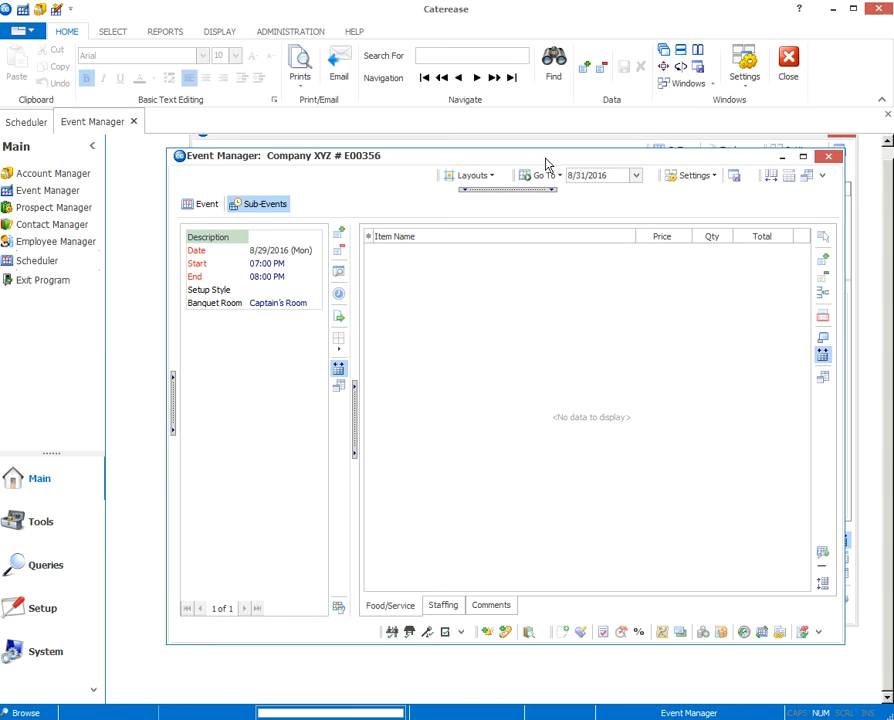 Caterease
?
HOME SELECT REPORTS DISPLAY ADMINISTRATION HELP
Paste
Cut
Copy
Undo
Clipboard
Arial 10
B I U
Basic Text Editing
Prints
Email
Print/Email
Search For
Navigation
Find
Navigate
Data
Windows
Settings
Close
Windows
Scheduler
Event Manager
Main
Account Manager
Event Manager
Prospect Manager
Contact Manager
Employee Manager
Scheduler
Exit Program
Main
Tools
Queries
Setup
System
Event Manager: Company XYZ # E00356
Layouts Go To 8/31/2016 Settings
Event Sub-Events
Description
Date 8/29/2016 (Mon)
Start 07:00 PM
End 08:00 PM
Setup Style
Banquet Room Captain's Room
1 of 1
Item Name Price Qty Total
<No data to display>
Food/Service Staffing Comments
%
Browse Event Manager CAPS NUM SCRL INS